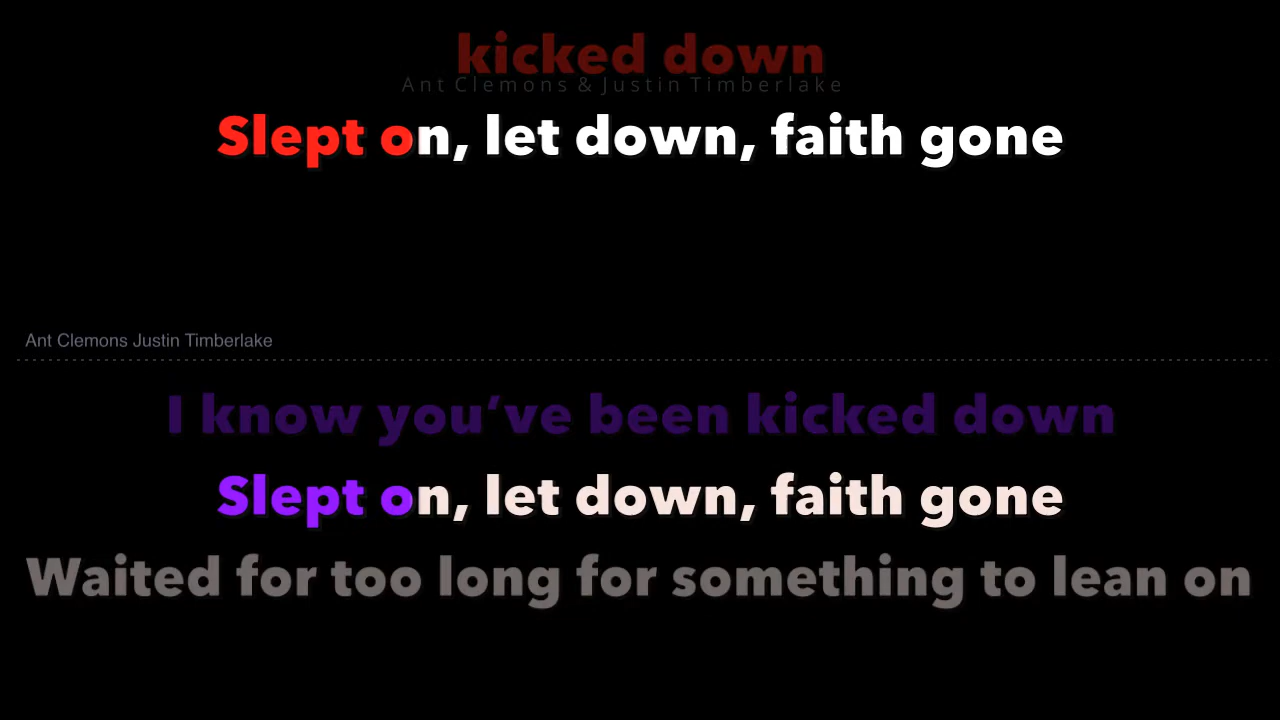 kicked down
Ant Clemons & Justin Timberlake
Slept on, let down, faith gone
Ant Clemons Justin Timberlake
I know you’ve been kicked down
Slept on, let down, faith gone
Waited for too long for something to lean on